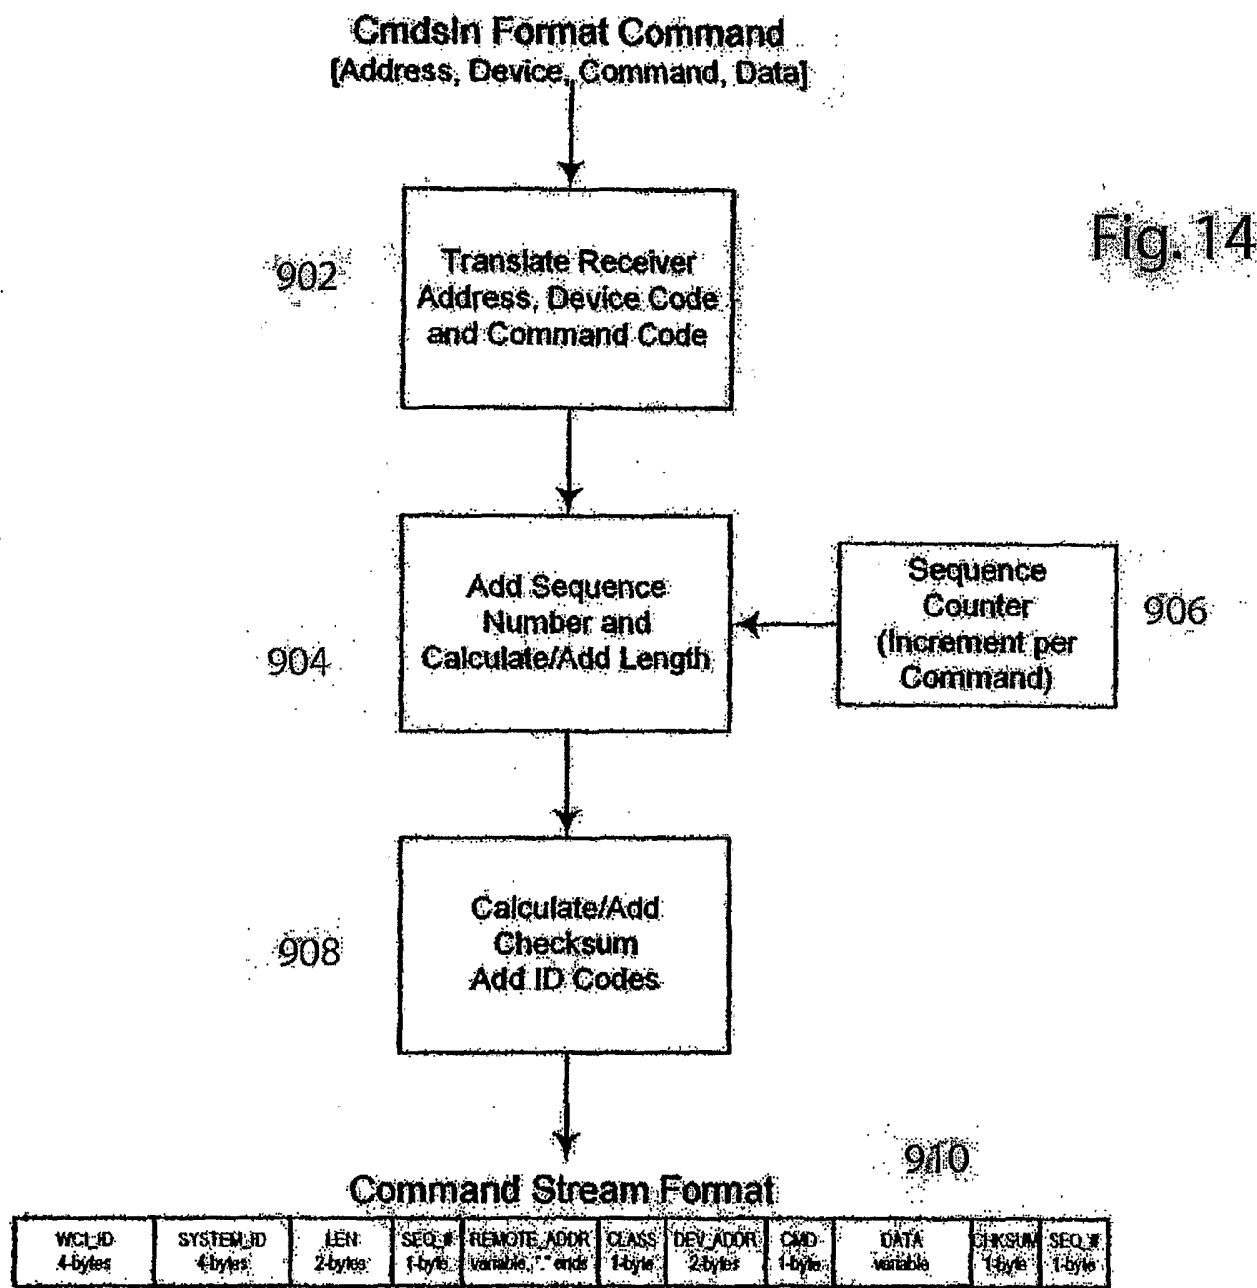 CmdsIn Format Command
[Address, Device, Command, Data]
Fig. 14
902
Translate Receiver
Address, Device Code
and Command Code
904
Add Sequence
Number and
Calculate/Add Length
Sequence
Counter
(Increment per
Command)
906
908
Calculate/Add
Checksum
Add ID Codes
910
Command Stream Format
WCI_ID
4-bytes
SYSTEM_ID
4-bytes
LEN
2-bytes
SEQ_#
1-byte
REMOTE_ADDR
variable, "." ends
CLASS
1-byte
DEV_ADDR
2-bytes
CMD
1-byte
DATA
variable
CHKSUM
1-byte
SEQ_#
1-byte